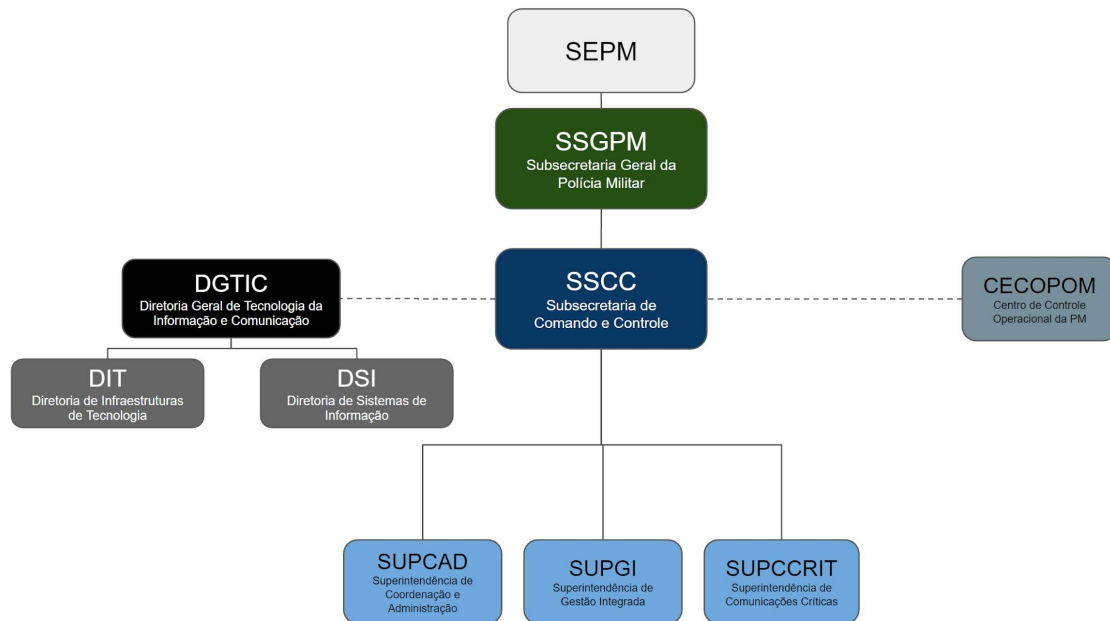 SEPM
SSGPM
Subsecretaria Geral da
Polícia Militar
DGTIC
Diretoria Geral de Tecnologia da
Informação e Comunicação
SSCC
Subsecretaria de
Comando e Controle
CECOPOM
Centro de Controle
Operacional da PM
DIT
Diretoria de Infraestruturas
de Tecnologia
DSI
Diretoria de Sistemas de
Informação
SUPCAD
Superintendência de
Coordenação e
Administração
SUPGI
Superintendência de
Gestão Integrada
SUPCCRIT
Superintendência de
Comunicações Críticas